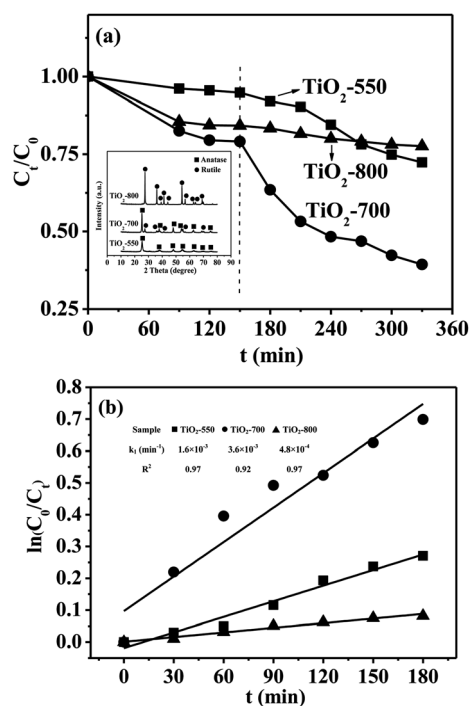 (a)
1.00
0.75
0.50
0.25
Ct/C0
TiO2-550
TiO2-800
TiO2-700
■ Anatase
● Rutile
TiO2-800
TiO2-700
TiO2-550
Intensity (a.u.)
10 20 30 40 50 60 70 80 90
2 Theta (degree)
0 60 120 180 240 300 360
t (min)
(b)
0.8
0.7
0.6
0.5
0.4
0.3
0.2
0.1
0.0
ln(C0/Ct)
Sample ■ TiO2-550 ● TiO2-700 ▲ TiO2-800
k1 (min-1) 1.6×10-3 3.6×10-3 4.8×10-4
R2 0.97 0.92 0.97
0 30 60 90 120 150 180
t (min)